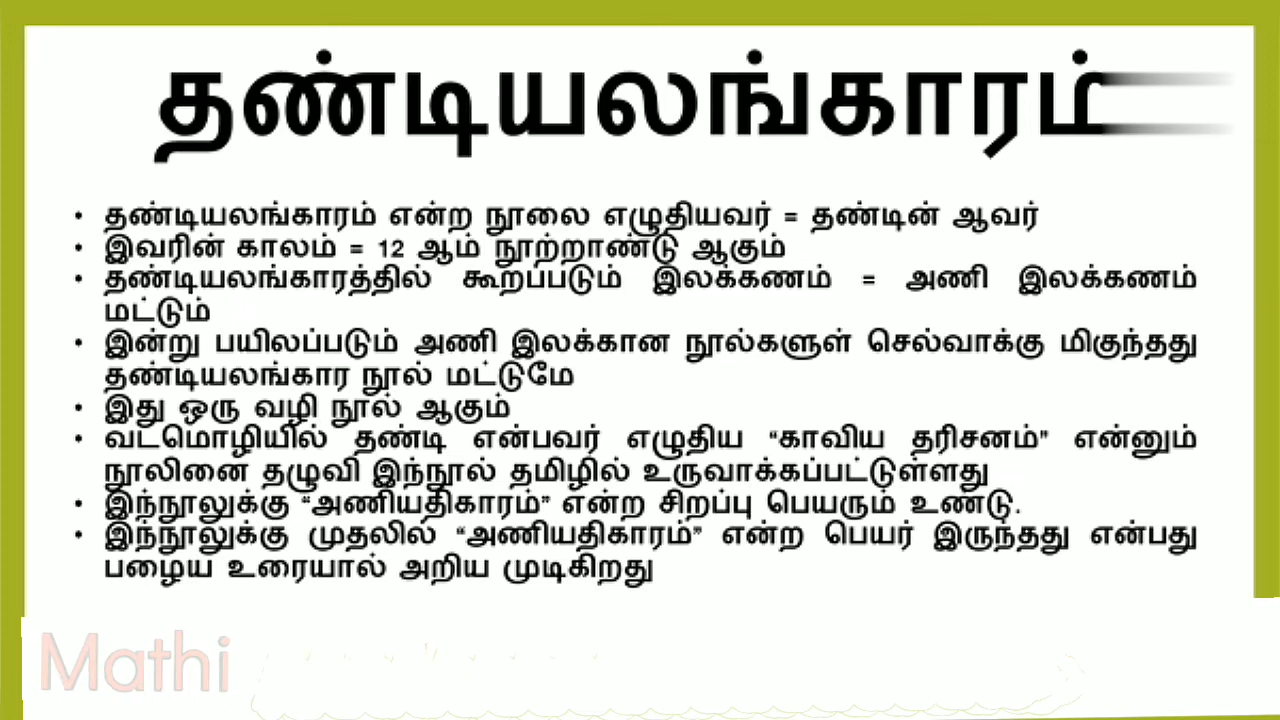 தண்டியலங்காரம்
• தண்டியலங்காரம் என்ற நூலை எழுதியவர் = தண்டின் ஆவர்
• இவரின் காலம் = 12 ஆம் நூற்றாண்டு ஆகும்
• தண்டியலங்காரத்தில் கூறப்படும் இலக்கணம் = அணி இலக்கணம்
மட்டும்
• இன்று பயிலப்படும் அணி இலக்கான நூல்களுள் செல்வாக்கு மிகுந்தது
தண்டியலங்கார நூல் மட்டுமே
• இது ஒரு வழி நூல் ஆகும்
• வடமொழியில் தண்டி என்பவர் எழுதிய “காவிய தரிசனம்” என்னும்
நூலினை தழுவி இந்நூல் தமிழில் உருவாக்கப்பட்டுள்ளது
• இந்நூலுக்கு “அணியதிகாரம்” என்ற சிறப்பு பெயரும் உண்டு.
• இந்நூலுக்கு முதலில் “அணியதிகாரம்” என்ற பெயர் இருந்தது என்பது
பழைய உரையால் அறிய முடிகிறது
Mathi